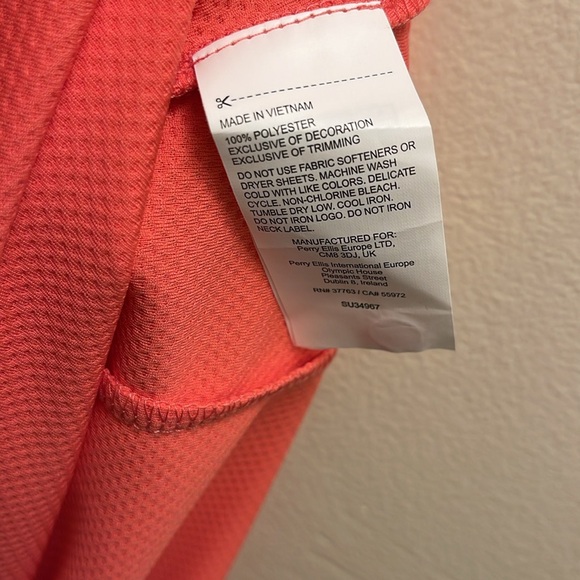 MADE IN VIETNAM
100% POLYESTER
EXCLUSIVE OF DECORATION
EXCLUSIVE OF TRIMMING
DO NOT USE FABRIC SOFTENERS OR
DRYER SHEETS. MACHINE WASH
COLD WITH LIKE COLORS. DELICATE
CYCLE. NON-CHLORINE BLEACH.
TUMBLE DRY LOW. COOL IRON.
DO NOT IRON LOGO. DO NOT IRON
NECK LABEL.
MANUFACTURED FOR:
Perry Ellis Europe LTD,
CM8 3DJ, UK
Perry Ellis International Europe
Olympic House
Pleasants Street
Dublin 8, Ireland
RN# 37763 / CA# 55972
SU34967